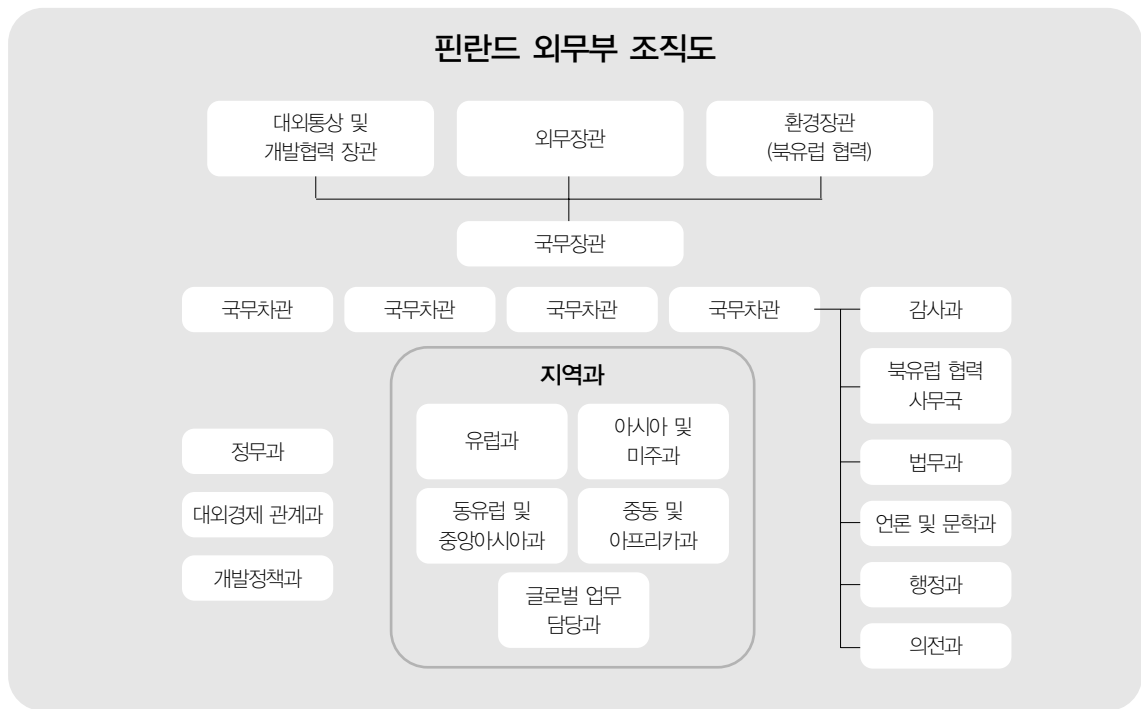 핀란드 외무부 조직도
대외통상 및
개발협력 장관
외무장관
환경장관
(북유럽 협력)
국무장관
국무차관
국무차관
국무차관
국무차관
감사과
북유럽 협력
사무국
법무과
언론 및 문학과
행정과
의전과
정무과
대외경제 관계과
개발정책과
지역과
유럽과
아시아 및
미주과
동유럽 및
중앙아시아과
중동 및
아프리카과
글로벌 업무
담당과